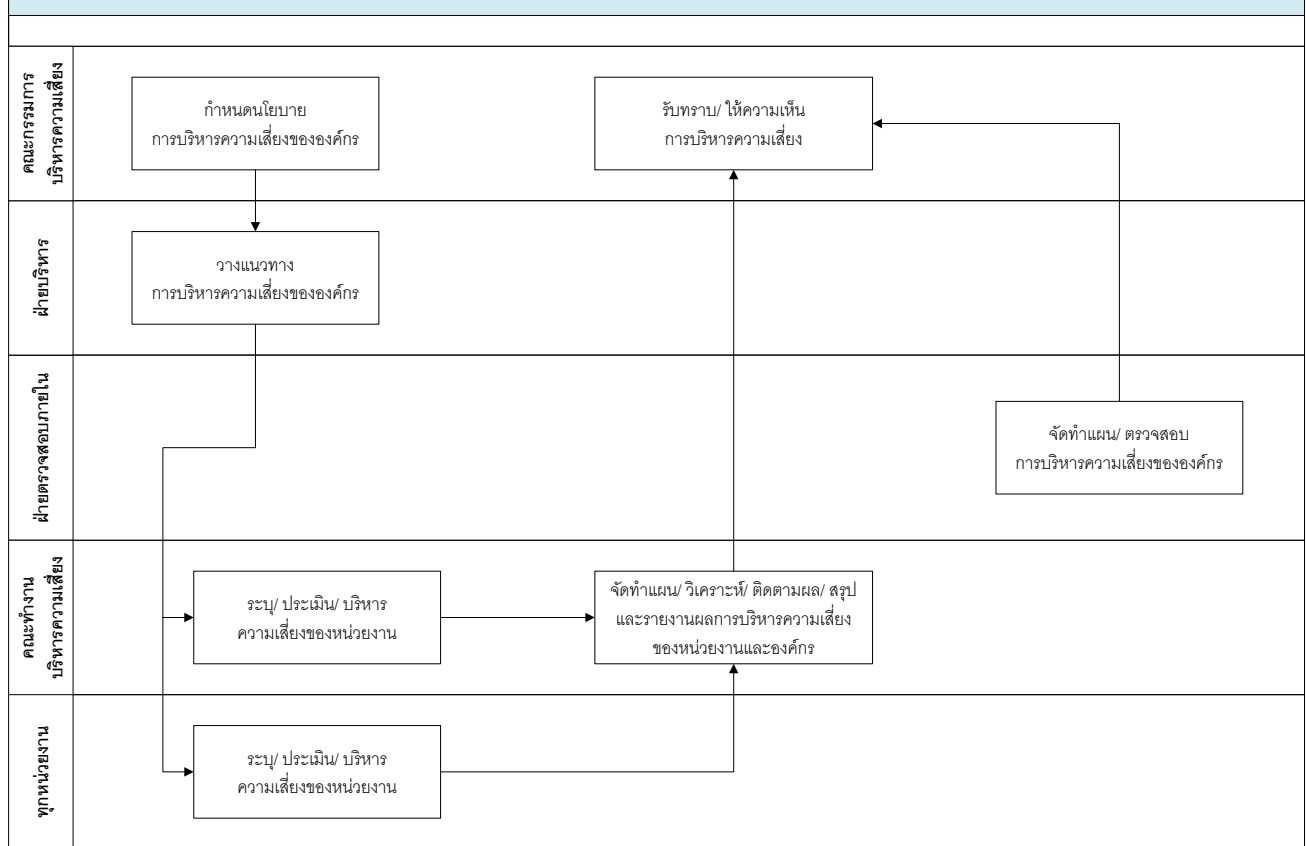 คณะกรรมการ
บริหารความเสี่ยง
กำหนดนโยบาย
การบริหารความเสี่ยงขององค์กร
รับทราบ/ ให้ความเห็น
การบริหารความเสี่ยง
ฝ่ายบริหาร
วางแนวทาง
การบริหารความเสี่ยงขององค์กร
ฝ่ายตรวจสอบภายใน
จัดทำแผน/ ตรวจสอบ
การบริหารความเสี่ยงขององค์กร
คณะทำงาน
บริหารความเสี่ยง
ระบุ/ ประเมิน/ บริหาร
ความเสี่ยงของหน่วยงาน
จัดทำแผน/ วิเคราะห์/ ติดตามผล/ สรุป
และรายงานผลการบริหารความเสี่ยง
ของหน่วยงานและองค์กร
ทุกหน่วยงาน
ระบุ/ ประเมิน/ บริหาร
ความเสี่ยงของหน่วยงาน